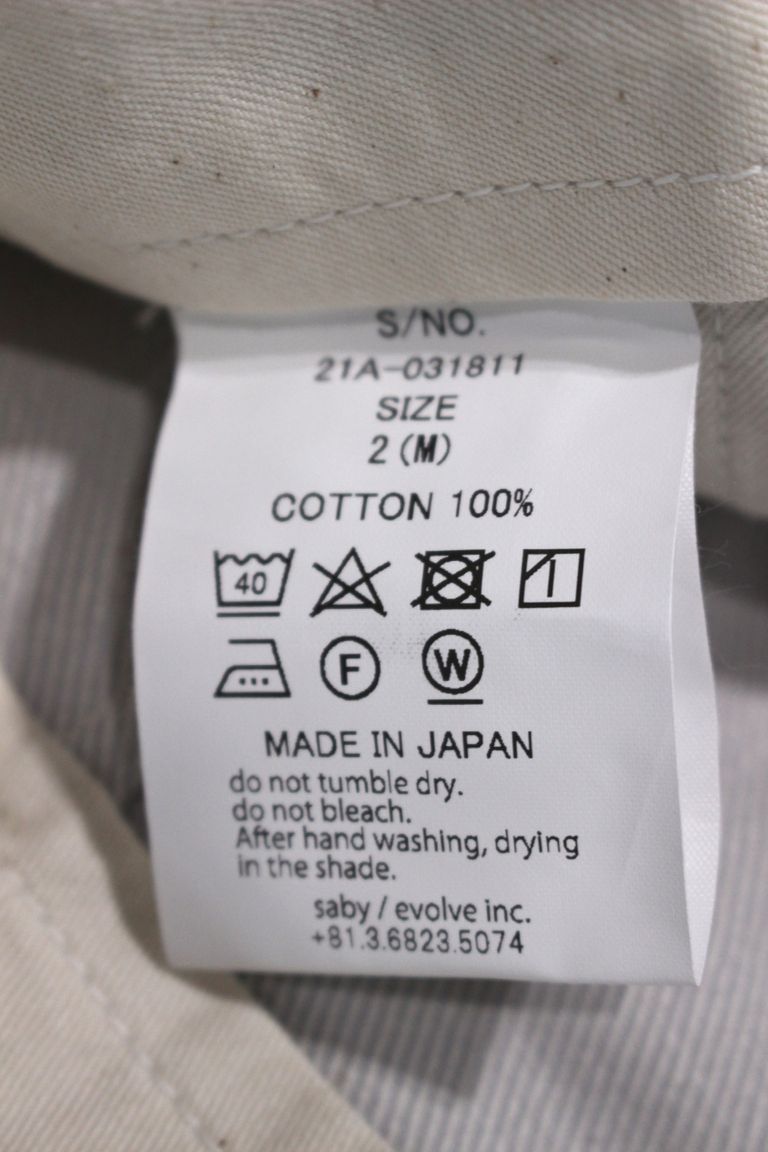 S/NO.
21A-031811
SIZE
2 (M)
COTTON 100%
40
F W
MADE IN JAPAN
do not tumble dry.
do not bleach.
After hand washing, drying
in the shade.
saby / evolve inc.
+81.3.6823.5074